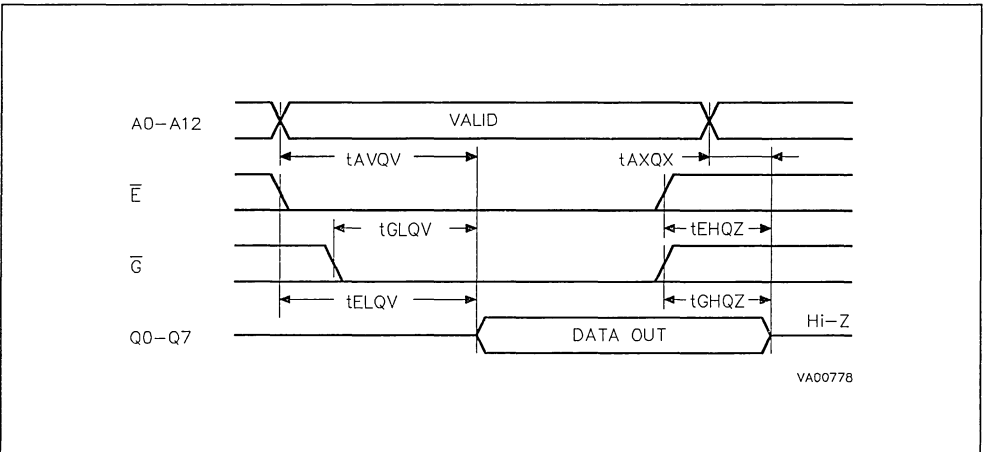 A0-A12
VALID
tAVQV
tAXQX
E
tGLQV
tEHQZ
G
tELQV
tGHQZ
Q0-Q7
DATA OUT
Hi-Z
VA00778